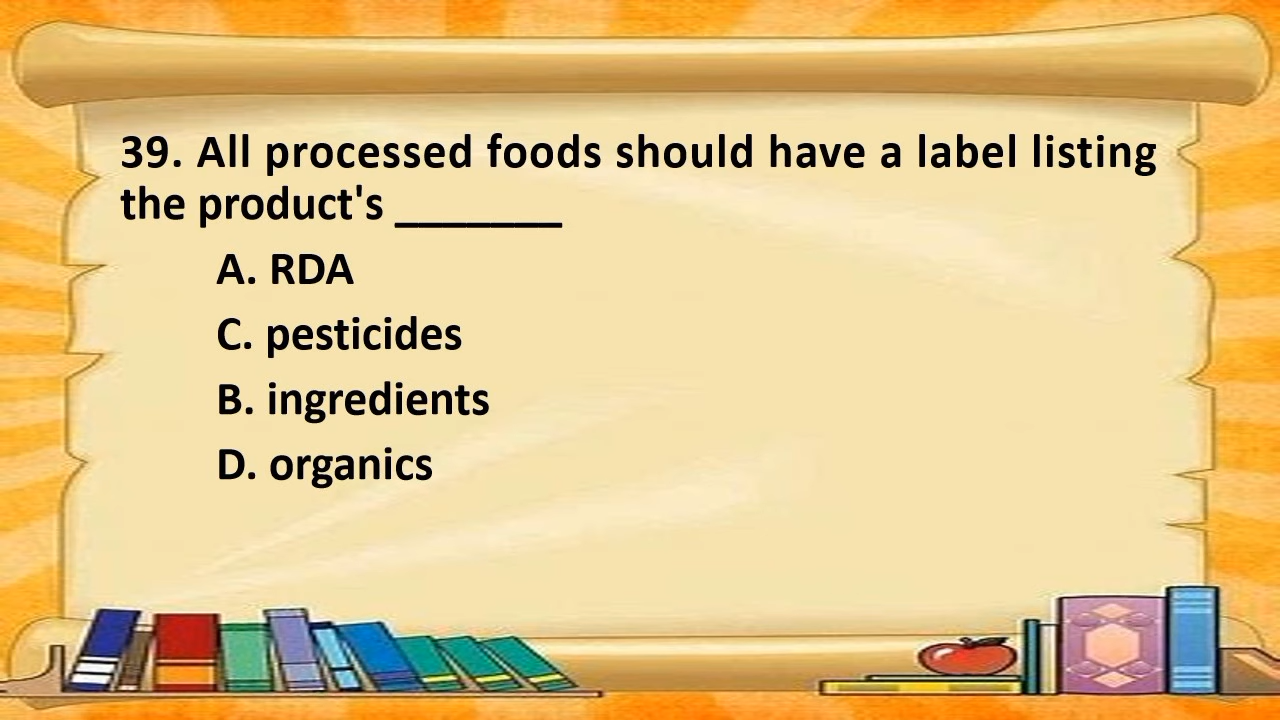 39. All processed foods should have a label listing
the product's _______
A. RDA
C. pesticides
B. ingredients
D. organics